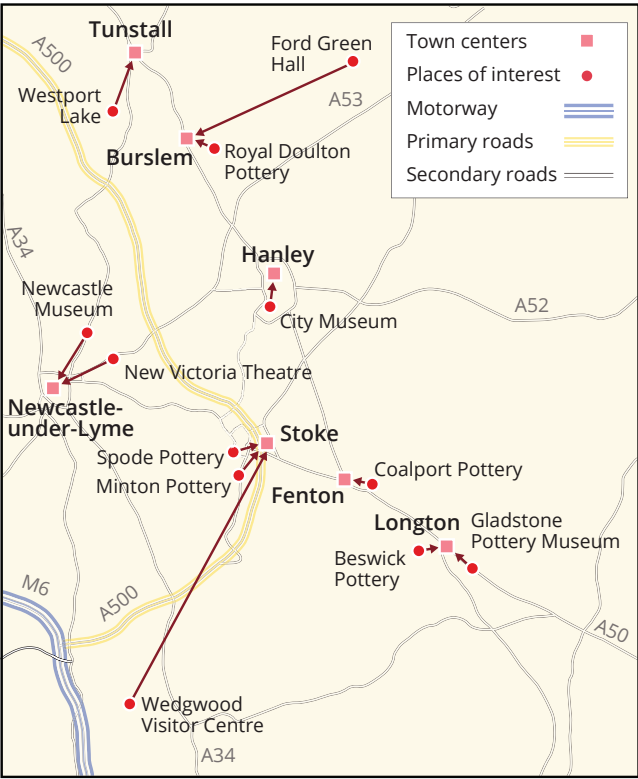 Tunstall
A500
Ford Green
Hall
Town centers
Places of interest
Motorway
Primary roads
Secondary roads
Westport
Lake
A53
Burslem
Royal Doulton
Pottery
A34
Hanley
Newcastle
Museum
City Museum
A52
New Victoria Theatre
Newcastle-
under-Lyme
Stoke
Spode Pottery
Minton Pottery
Coalport Pottery
Fenton
Longton
Gladstone
Pottery Museum
Beswick
Pottery
M6
A500
A50
Wedgwood
Visitor Centre
A34